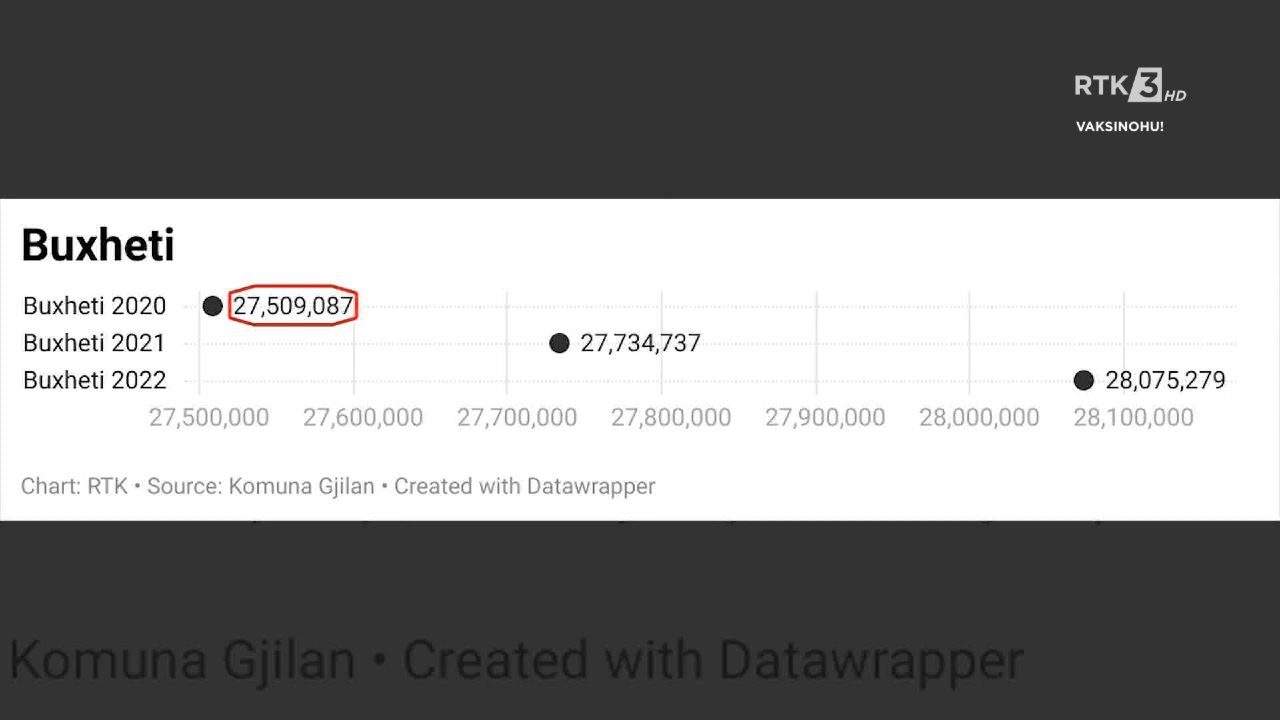 RTK 3 HD
VAKSINOHU!
Buxheti
Buxheti 2020 27,509,087
Buxheti 2021 27,734,737
Buxheti 2022 28,075,279
27,500,000 27,600,000 27,700,000 27,800,000 27,900,000 28,000,000 28,100,000
Chart: RTK • Source: Komuna Gjilan • Created with Datawrapper
Komuna Gjilan • Created with Datawrapper